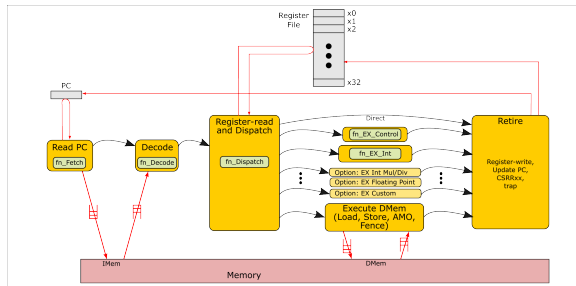 Register
File
x0
x1
x2
x32
PC
Read PC
fn_Fetch
Decode
fn_Decode
Register-read
and Dispatch
fn_Dispatch
Direct
fn_EX_Control
fn_EX_Int
Option: EX Int Mul/Div
Option: EX Floating Point
Option: EX Custom
Execute DMem
(Load, Store, AMO,
Fence)
Retire
Register-write,
Update PC,
CSRRxx,
trap
IMem
DMem
Memory